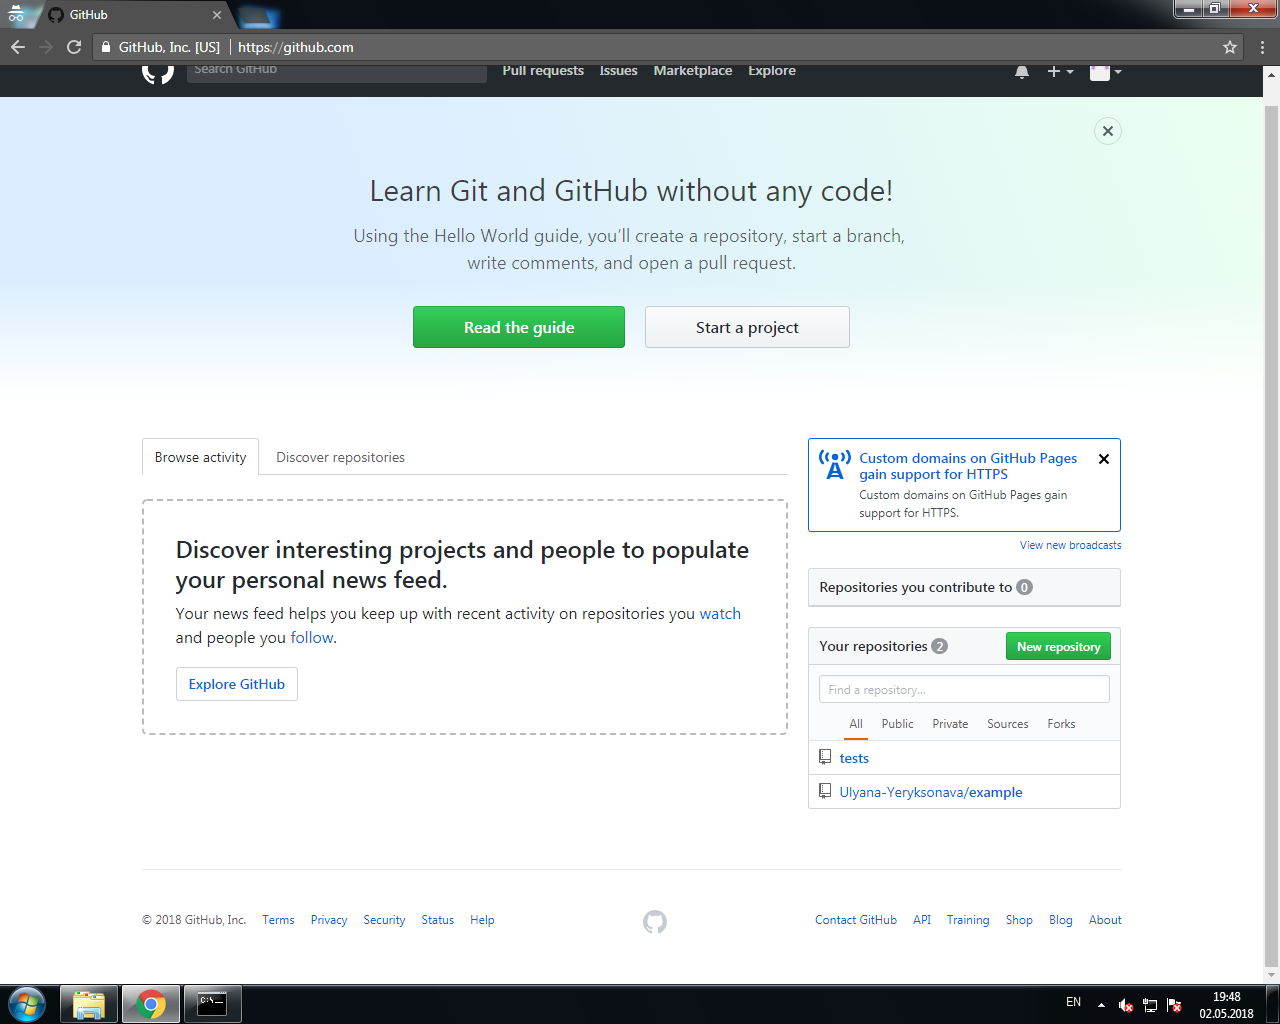 GitHub
GitHub, Inc. [US] | https://github.com
Search GitHub
Pull requests Issues Marketplace Explore
Learn Git and GitHub without any code!
Using the Hello World guide, you’ll create a repository, start a branch,
write comments, and open a pull request.
Read the guide Start a project
Browse activity Discover repositories
Discover interesting projects and people to populate
your personal news feed.
Your news feed helps you keep up with recent activity on repositories you watch
and people you follow.
Explore GitHub
Custom domains on GitHub Pages
gain support for HTTPS
Custom domains on GitHub Pages gain
support for HTTPS.
View new broadcasts
Repositories you contribute to 0
Your repositories 2 New repository
Find a repository...
All Public Private Sources Forks
tests
Ulyana-Yeryksonava/example
© 2018 GitHub, Inc. Terms Privacy Security Status Help
Contact GitHub API Training Shop Blog About
C:\
EN
19:48
02.05.2018